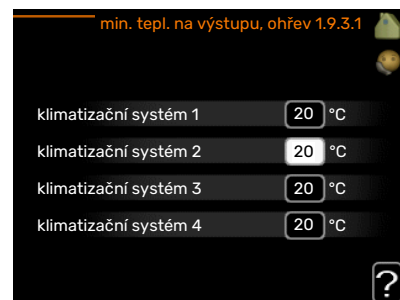 min. tepl. na výstupu, ohřev 1.9.3.1
klimatizační systém 1 20 °C
klimatizační systém 2 20 °C
klimatizační systém 3 20 °C
klimatizační systém 4 20 °C
?